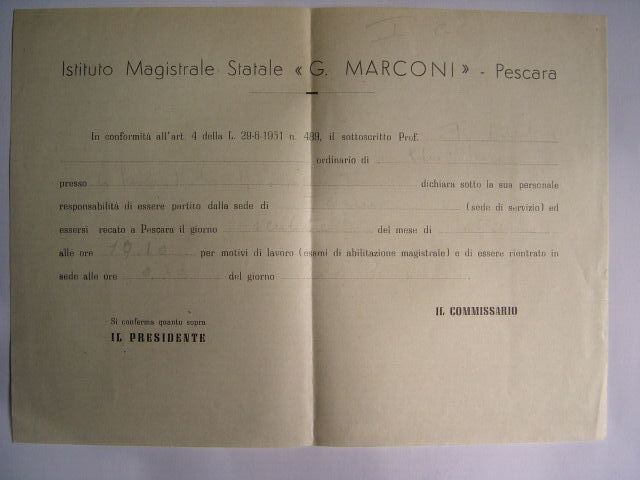 Istituto Magistrale Statale « G. MARCONI » - Pescara
In conformità all'art. 4 della L. 29-6-1951 n. 489, il sottoscritto Prof.
ordinario di
presso dichiara sotto la sua personale
responsabilità di essere partito dalla sede di (sede di servizio) ed
essersi recato a Pescara il giorno del mese di
alle ore 19.10 per motivi di lavoro (esami di abilitazione magistrale) e di essere rientrato in
sede alle ore del giorno
IL COMMISSARIO
Si conferma quanto sopra
IL PRESIDENTE